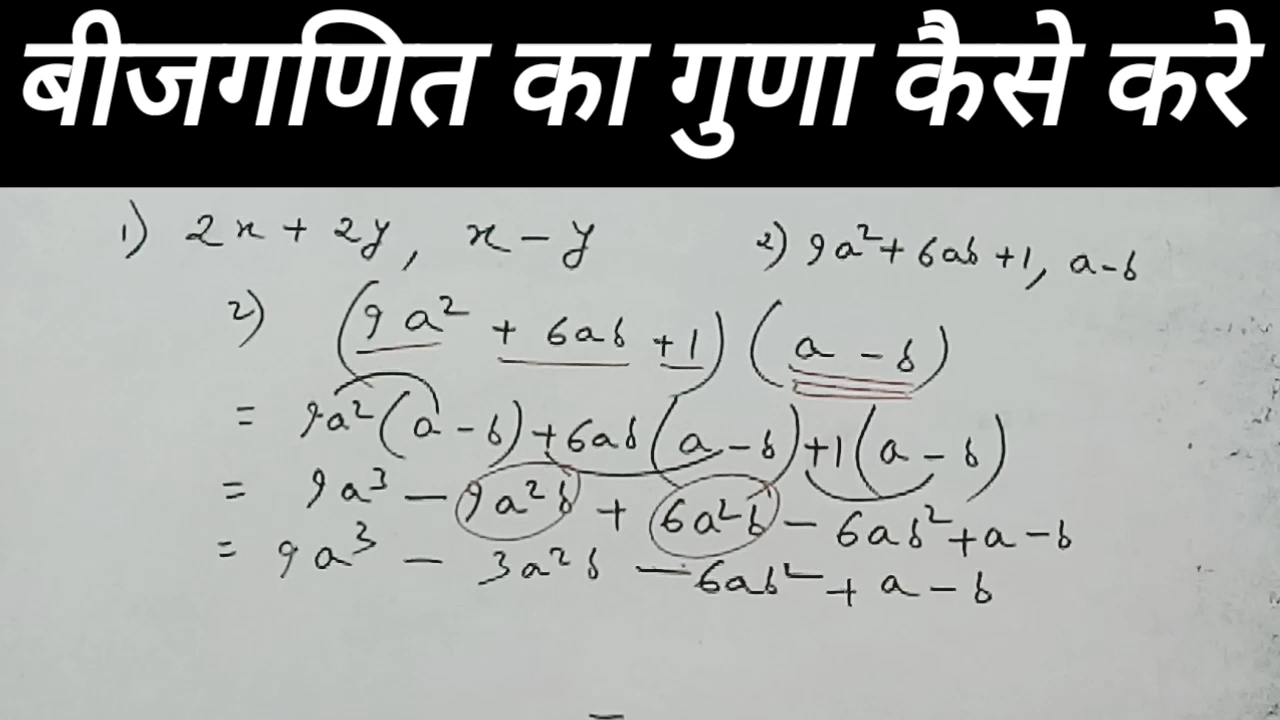 बीजगणित का गुणा कैसे करे
1) 2x + 2y, x - y 2) 9a² + 6ab + 1, a - b
2) (9a² + 6ab + 1) (a - b)
= 9a² (a - b) + 6ab (a - b) + 1 (a - b)
= 9a³ - 9a²b + 6a²b - 6ab² + a - b
= 9a³ - 3a²b - 6ab² + a - b